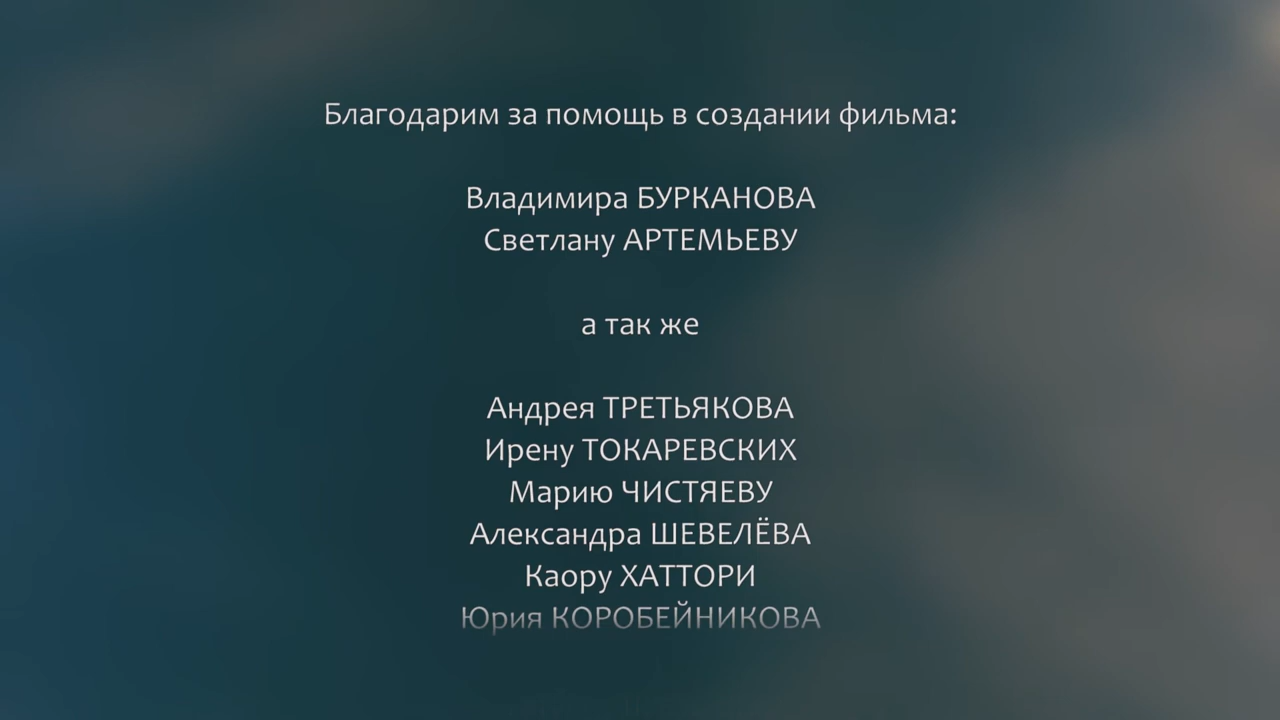 Благодарим за помощь в создании фильма:
Владимира БУРКАНОВА
Светлану АРТЕМЬЕВУ
а так же
Андрея ТРЕТЬЯКОВА
Ирену ТОКАРЕВСКИХ
Марию ЧИСТЯЕВУ
Александра ШЕВЕЛЁВА
Каору ХАТТОРИ
Юрия КОРОБЕЙНИКОВА